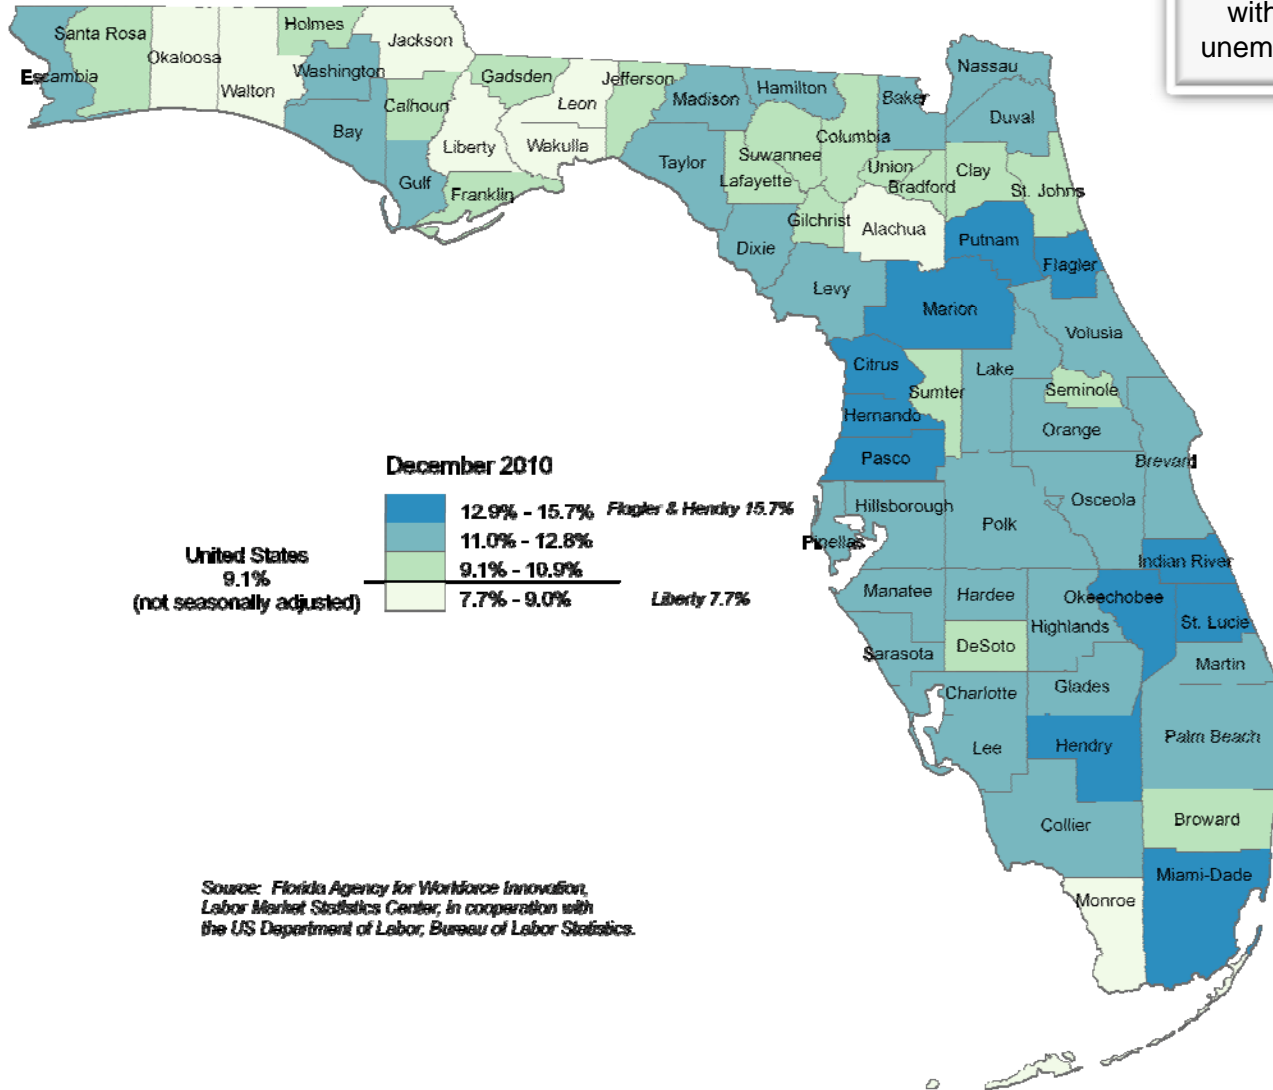 with
unem
Santa Rosa
Holmes
Jackson
Okaloosa
Escambia
Walton
Washington
Calhoun
Bay
Gulf
Liberty
Franklin
Gadsden
Leon
Wakulla
Jefferson
Madison
Hamilton
Taylor
Suwannee
Lafayette
Columbia
Baker
Nassau
Duval
Union
Bradford
Clay
St. Johns
Gilchrist
Alachua
Putnam
Flagler
Dixie
Levy
Marion
Volusia
Citrus
Sumter
Lake
Seminole
Hernando
Orange
Pasco
Brevard
Hillsborough
Polk
Osceola
Pinellas
Indian River
Manatee
Hardee
Okeechobee
Highlands
St. Lucie
Sarasota
DeSoto
Martin
Charlotte
Glades
Lee
Hendry
Palm Beach
Collier
Broward
Miami-Dade
Monroe
December 2010
12.9% - 15.7% Flagler & Hendry 15.7%
11.0% - 12.8%
9.1% - 10.9%
7.7% - 9.0% Liberty 7.7%
United States
9.1%
(not seasonally adjusted)
Source: Florida Agency for Workforce Innovation,
Labor Market Statistics Center, in cooperation with
the US Department of Labor, Bureau of Labor Statistics.